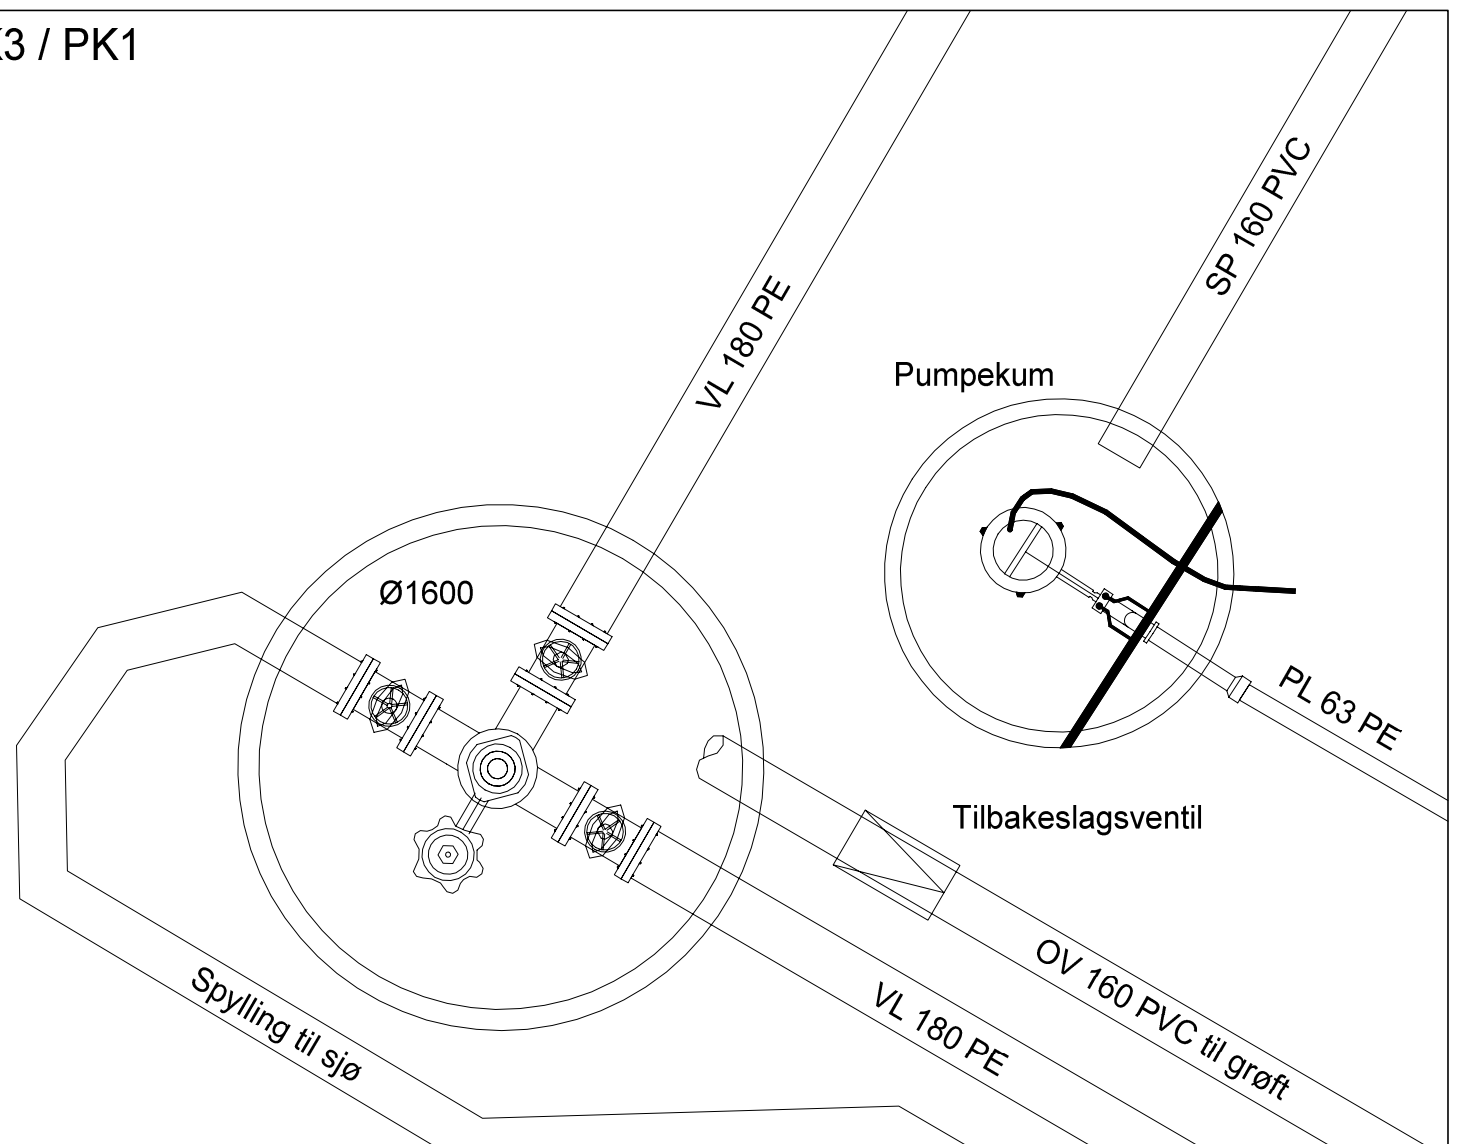 3 / PK1
SP 160 PVC
VL 180 PE
Pumpekum
Ø1600
PL 63 PE
Tilbakeslagsventil
OV 160 PVC til grøft
VL 180 PE
Spylling til sjø